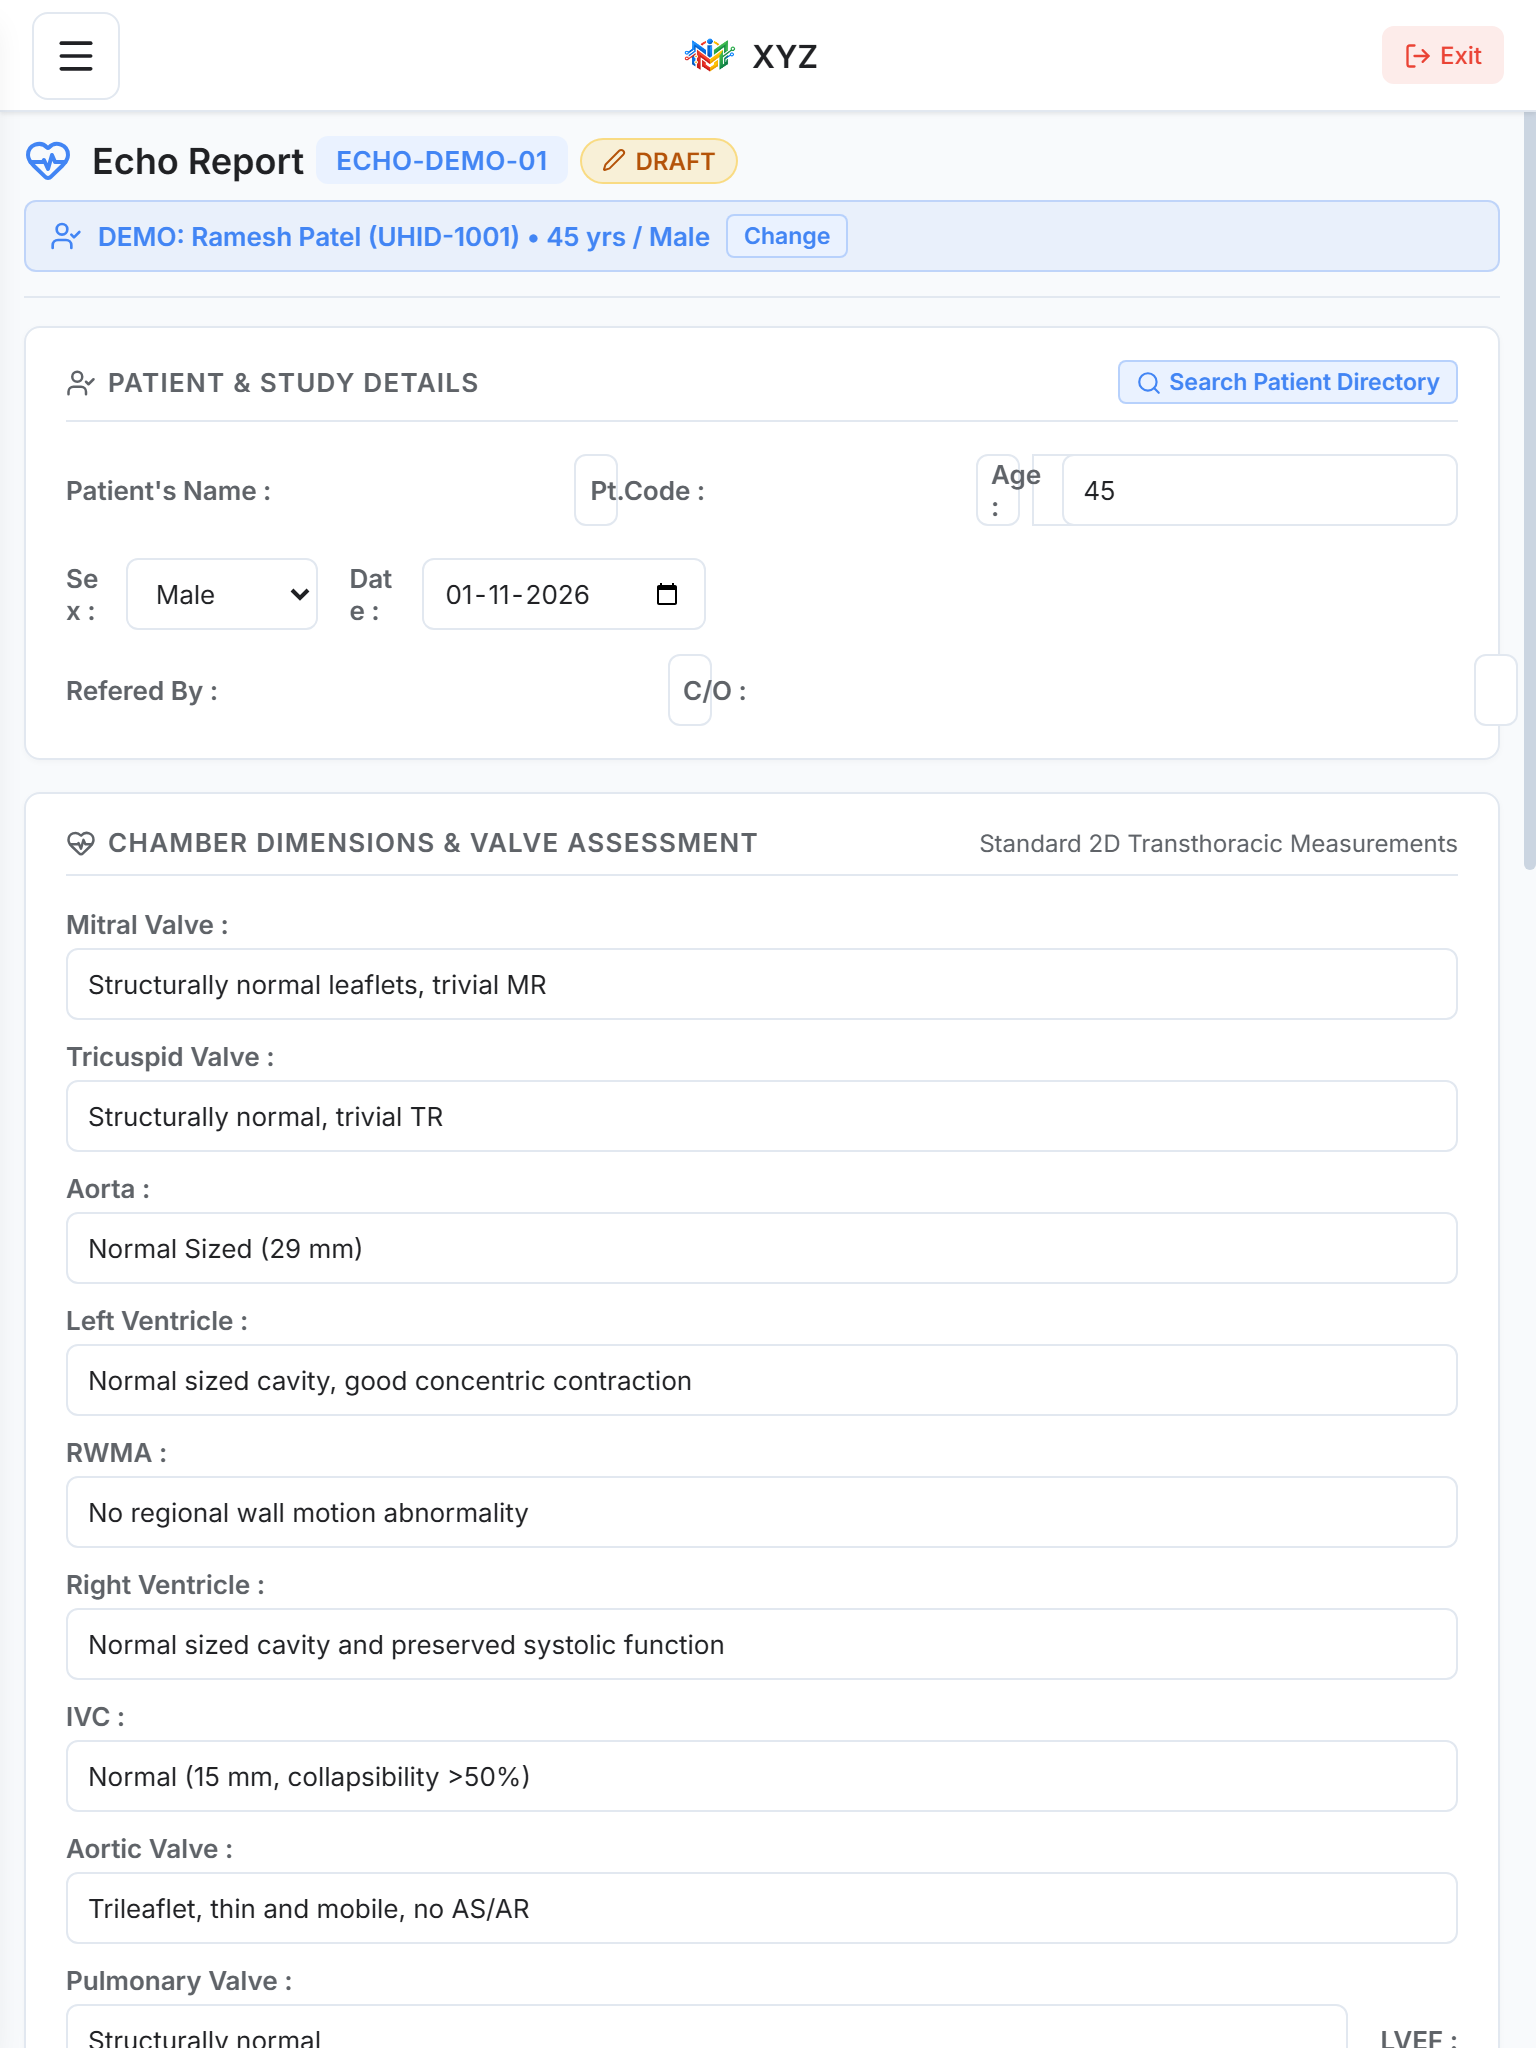 XYZ
Exit
Echo Report ECHO-DEMO-01 DRAFT
DEMO: Ramesh Patel (UHID-1001) • 45 yrs / Male Change
PATIENT & STUDY DETAILS Search Patient Directory
Patient's Name : Pt.Code : Age : 45
Sex : Male Date : 01-11-2026
Refered By : C/O :
CHAMBER DIMENSIONS & VALVE ASSESSMENT Standard 2D Transthoracic Measurements
Mitral Valve :
Structurally normal leaflets, trivial MR
Tricuspid Valve :
Structurally normal, trivial TR
Aorta :
Normal Sized (29 mm)
Left Ventricle :
Normal sized cavity, good concentric contraction
RWMA :
No regional wall motion abnormality
Right Ventricle :
Normal sized cavity and preserved systolic function
IVC :
Normal (15 mm, collapsibility >50%)
Aortic Valve :
Trileaflet, thin and mobile, no AS/AR
Pulmonary Valve :
Structurally normal LVEF :